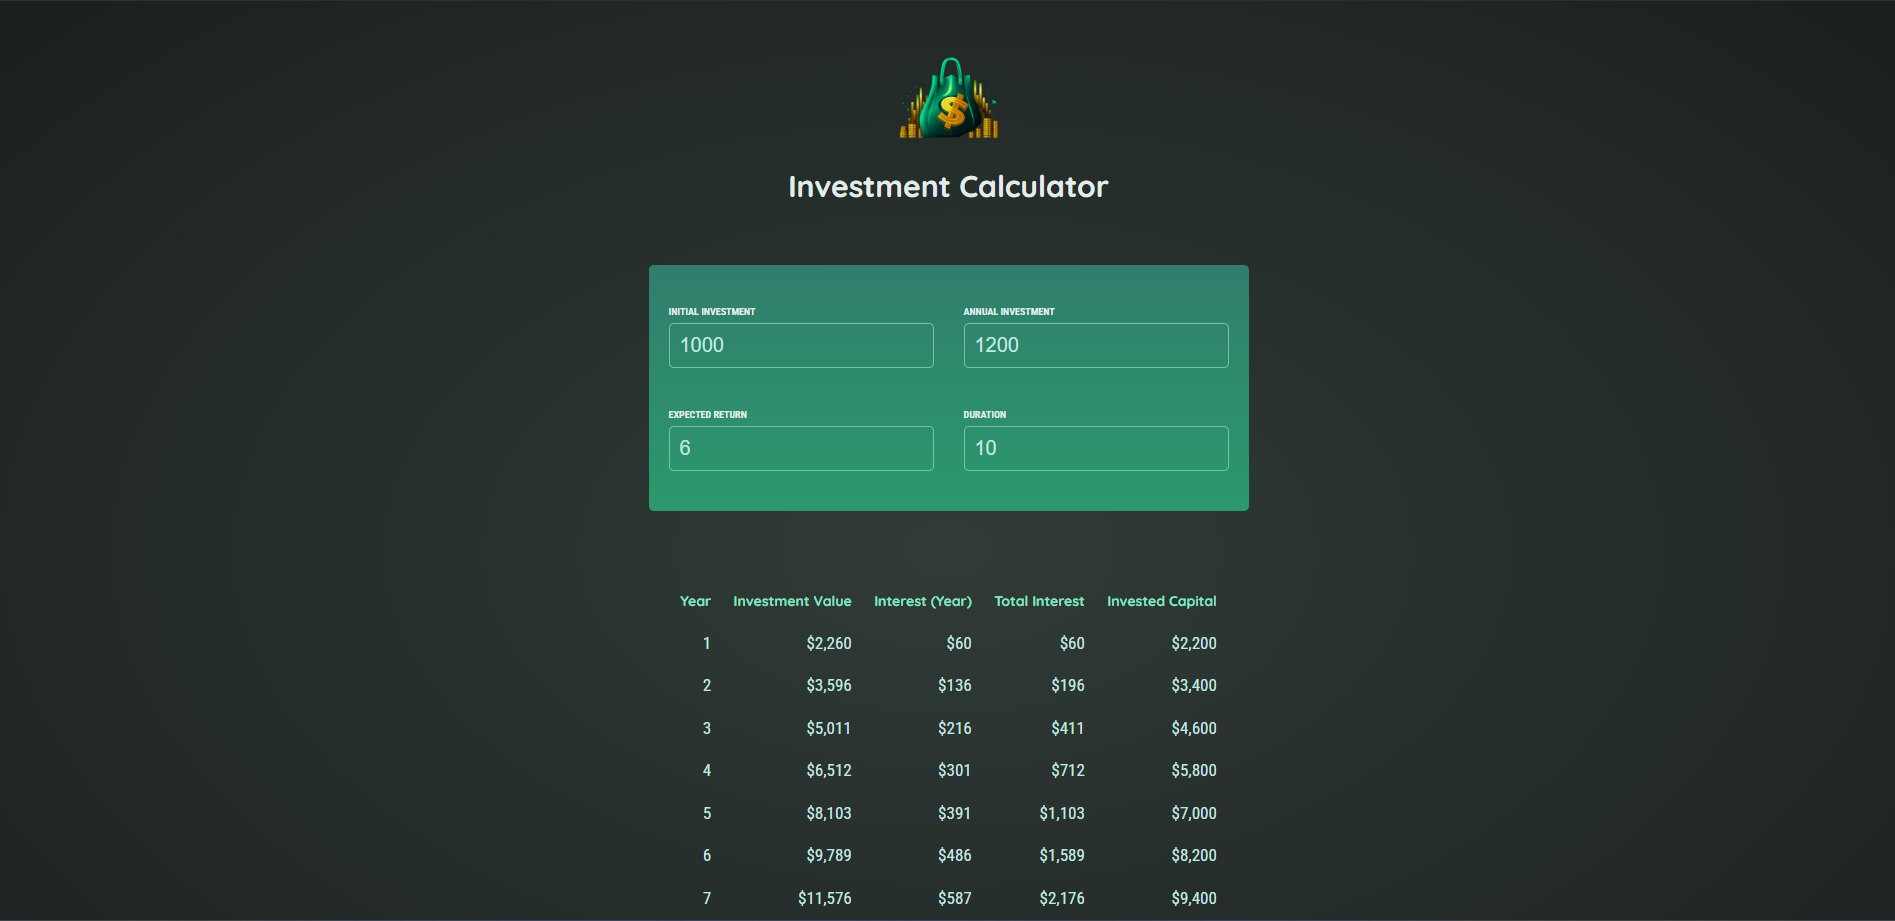 $
Investment Calculator
INITIAL INVESTMENT ANNUAL INVESTMENT
1000 1200
EXPECTED RETURN DURATION
6 10
Year Investment Value Interest (Year) Total Interest Invested Capital
1 $2,260 $60 $60 $2,200
2 $3,596 $136 $196 $3,400
3 $5,011 $216 $411 $4,600
4 $6,512 $301 $712 $5,800
5 $8,103 $391 $1,103 $7,000
6 $9,789 $486 $1,589 $8,200
7 $11,576 $587 $2,176 $9,400